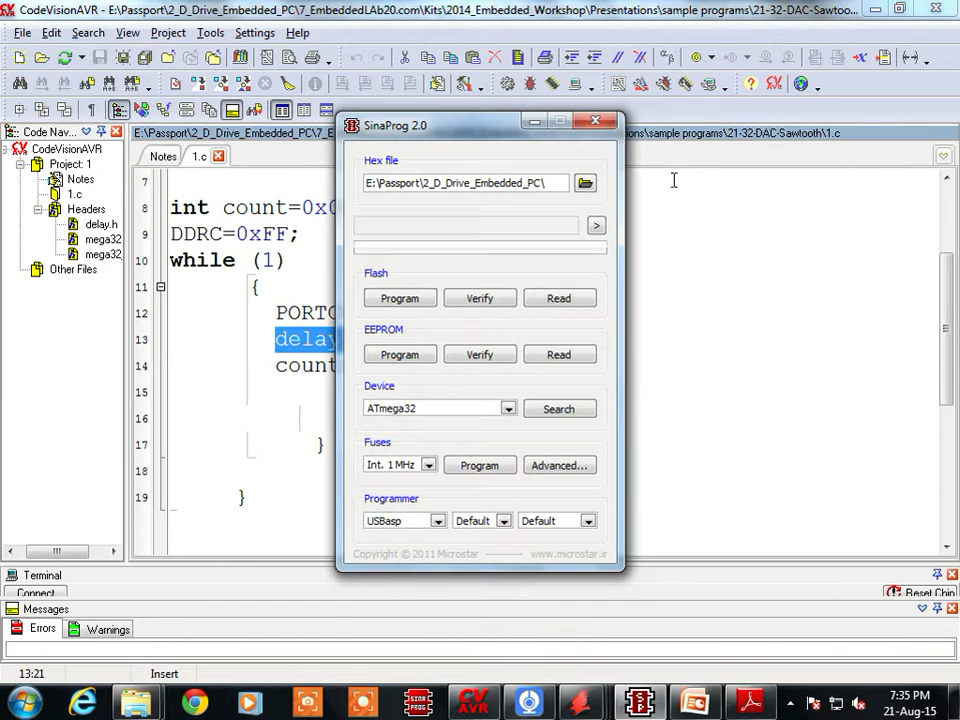 CodeVisionAVR - E:\Passport\2_D_Drive_Embedded_PC\7_EmbeddedLAb20.com\Kits\2014_Embedded_Workshop\Presentations\sample programs\21-32-DAC-Sawtoo...
File Edit Search View Project Tools Settings Help
Code Nav...
E:\Passport\2_D_Drive_Embedded_PC\7_E
ons\sample programs\21-32-DAC-Sawtooth\1.c
CodeVisionAVR
Project: 1
Notes
1.c
Headers
delay.h
mega32
mega32_
Other Files
Notes 1.c
7
8 int count=0x0
9 DDRC=0xFF;
10 while (1)
11 {
12 PORTC
13 delay
14 count
15
16
17 }
18
19 }
SinaProg 2.0
Hex file
E:\Passport\2_D_Drive_Embedded_PC\
>
Flash
Program Verify Read
EEPROM
Program Verify Read
Device
ATmega32 Search
Fuses
Int. 1 MHz Program Advanced...
Programmer
USBasp Default Default
Copyright © 2011 Microstar ---------- www.microstar.ir
Terminal
Connect Reset Chip
Messages
Errors Warnings
13:21 Insert
SINA PROG
CV AVR
7:35 PM
21-Aug-15